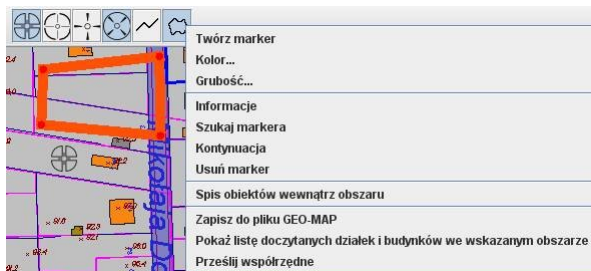 Twórz marker
Kolor...
Grubość...
Informacje
Szukaj markera
Kontynuacja
Usuń marker
Spis obiektów wewnątrz obszaru
Zapisz do pliku GEO-MAP
Pokaż listę doczytanych działek i budynków we wskazanym obszarze
Prześlij współrzędne